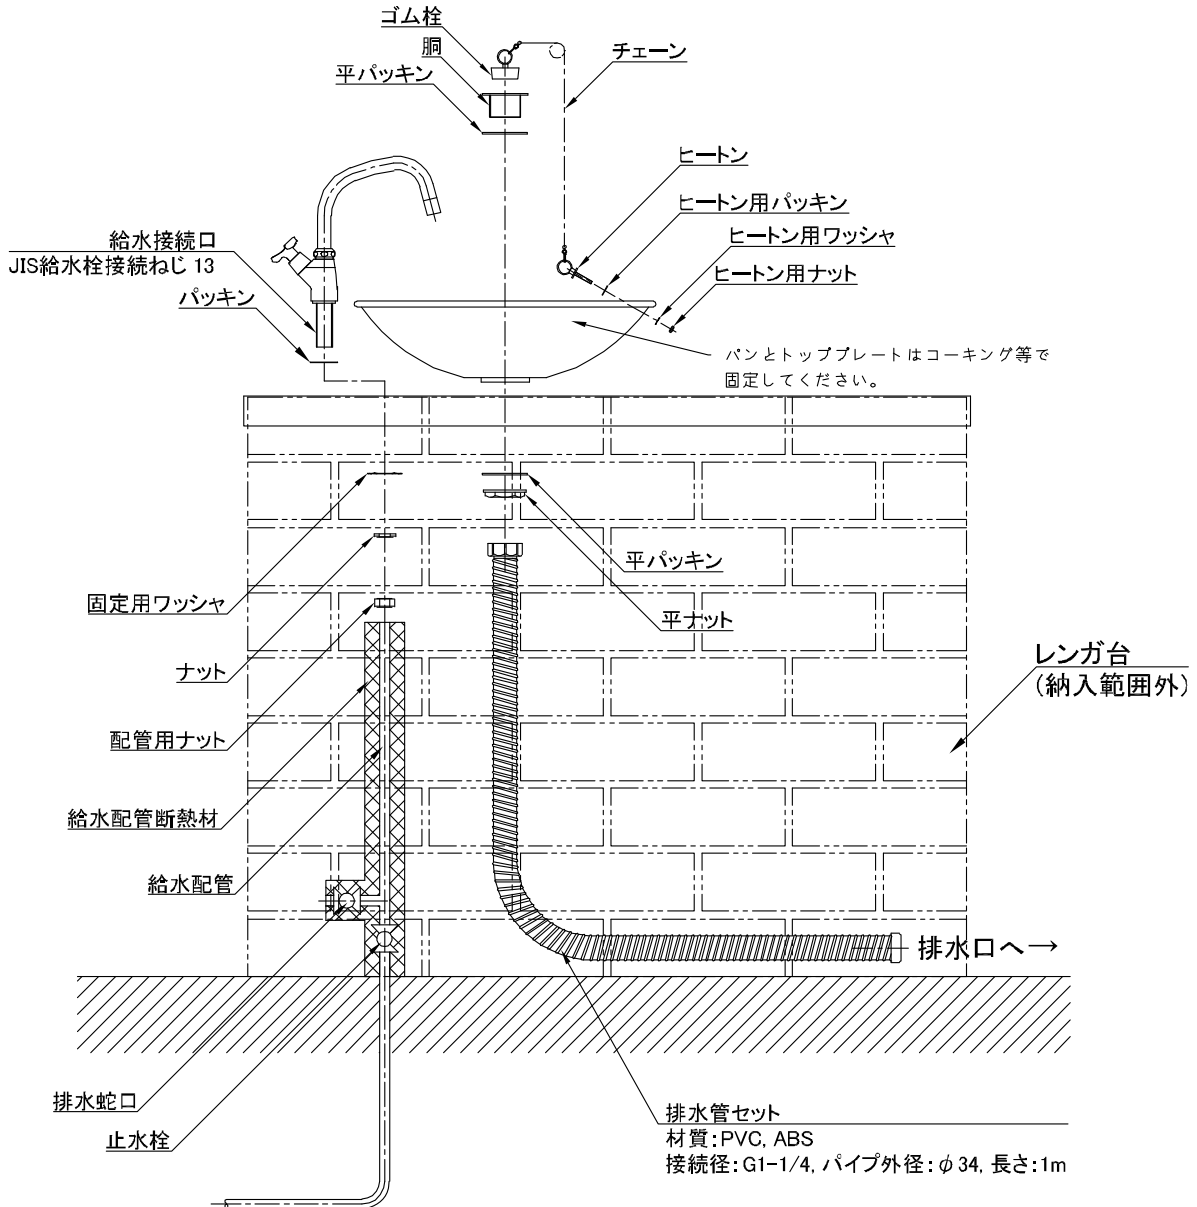 ゴム栓
胴
平パッキン
チェーン
ヒートン
ヒートン用パッキン
ヒートン用ワッシャ
ヒートン用ナット
給水接続口
JIS給水栓接続ねじ 13
パッキン
パンとトッププレートはコーキング等で
固定してください。
平パッキン
平ナット
固定用ワッシャ
ナット
配管用ナット
給水配管断熱材
給水配管
レンガ台
(納入範囲外)
排水口へ→
排水蛇口
止水栓
排水管セット
材質:PVC, ABS
接続径:G1-1/4, パイプ外径:φ34, 長さ:1m